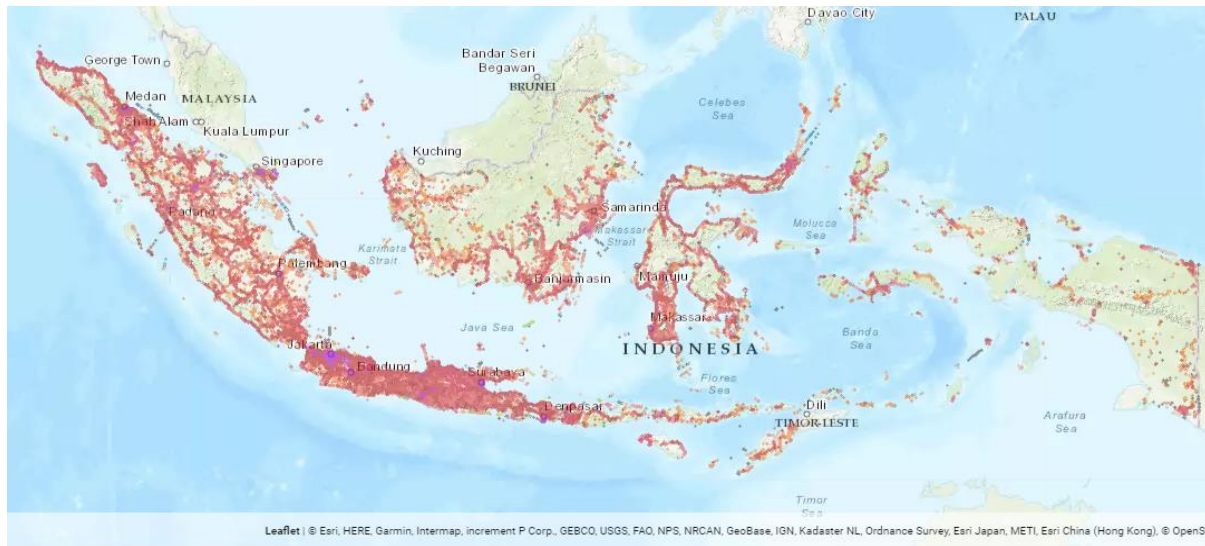 Davao City
PALAU
George Town
Bandar Seri
Begawan
BRUNEI
Medan
MALAYSIA
Celebes
Sea
Shah Alam
Kuala Lumpur
Kuching
Singapore
Samarinda
Padang
Makassar
Strait
Molucca
Sea
Karimata
Strait
Palembang
Banjarmasin
Mamuju
Java Sea
Makassar
Banda
Sea
Jakarta
INDONESIA
Bandung
Surabaya
Flores
Sea
Denpasar
Dili
TIMOR-LESTE
Arafura
Sea
Timor
Sea
Leaflet | © Esri, HERE, Garmin, Intermap, increment P Corp., GEBCO, USGS, FAO, NPS, NRCAN, GeoBase, IGN, Kadaster NL, Ordnance Survey, Esri Japan, METI, Esri China (Hong Kong), © OpenS